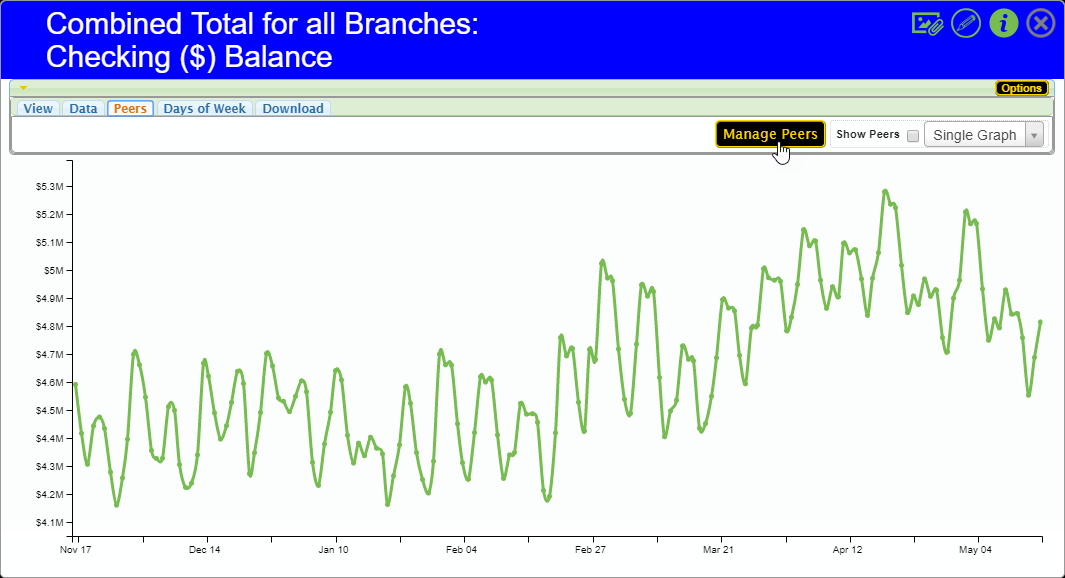 Combined Total for all Branches:
Checking ($) Balance
Options
View Data Peers Days of Week Download
Manage Peers Show Peers Single Graph
$5.3M
$5.2M
$5.1M
$5M
$4.9M
$4.8M
$4.7M
$4.6M
$4.5M
$4.4M
$4.3M
$4.2M
$4.1M
Nov 17 Dec 14 Jan 10 Feb 04 Feb 27 Mar 21 Apr 12 May 04